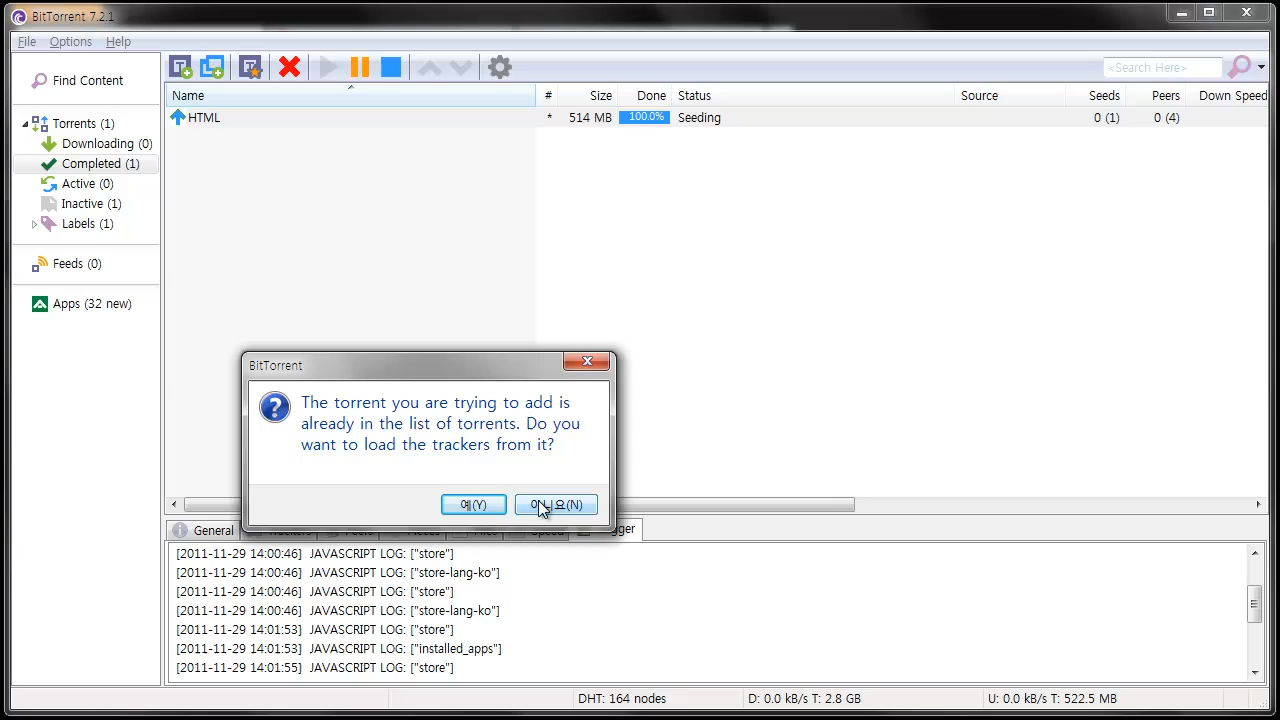 BitTorrent 7.2.1
File Options Help
Find Content
<Search Here>
Torrents (1)
Downloading (0)
Completed (1)
Active (0)
Inactive (1)
Labels (1)
Feeds (0)
Apps (32 new)
Name # Size Done Status Source Seeds Peers Down Speed
HTML * 514 MB 100.0% Seeding 0 (1) 0 (4)
BitTorrent
The torrent you are trying to add is
already in the list of torrents. Do you
want to load the trackers from it?
예(Y) 아니요(N)
General
[2011-11-29 14:00:46] JAVASCRIPT LOG: ["store"]
[2011-11-29 14:00:46] JAVASCRIPT LOG: ["store-lang-ko"]
[2011-11-29 14:00:46] JAVASCRIPT LOG: ["store"]
[2011-11-29 14:00:46] JAVASCRIPT LOG: ["store-lang-ko"]
[2011-11-29 14:01:53] JAVASCRIPT LOG: ["store"]
[2011-11-29 14:01:53] JAVASCRIPT LOG: ["installed_apps"]
[2011-11-29 14:01:55] JAVASCRIPT LOG: ["store"]
DHT: 164 nodes D: 0.0 kB/s T: 2.8 GB U: 0.0 kB/s T: 522.5 MB